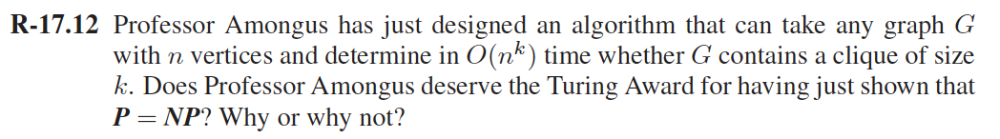 R-17.12 Professor Amongus has just designed an algorithm that can take any graph G
with n vertices and determine in O(n^k) time whether G contains a clique of size
k. Does Professor Amongus deserve the Turing Award for having just shown that
P = NP? Why or why not?